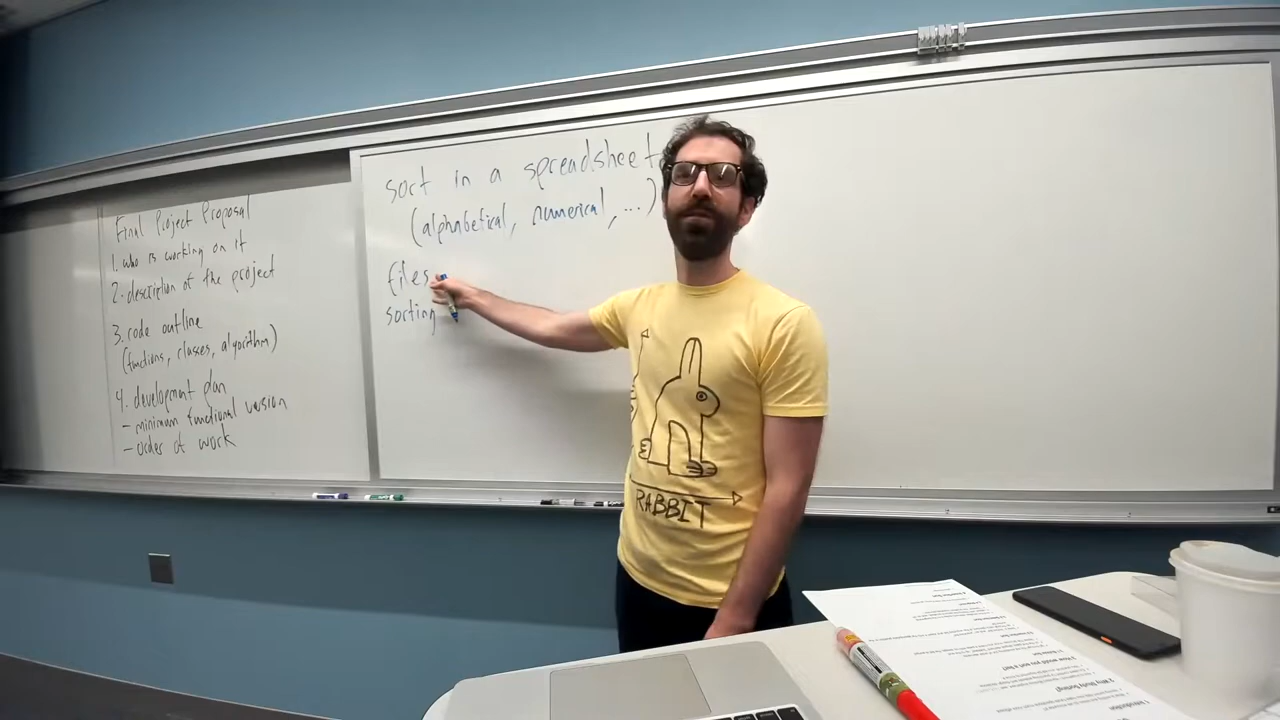 Final Project Proposal
1. who is working on it
2. description of the project
3. code outline
(functions, classes, algorithm)
4. development plan
- minimum functional version
- order of work
sort in a spreadsheet
(alphabetical, numerical, ...)
files
sorting
RABBIT